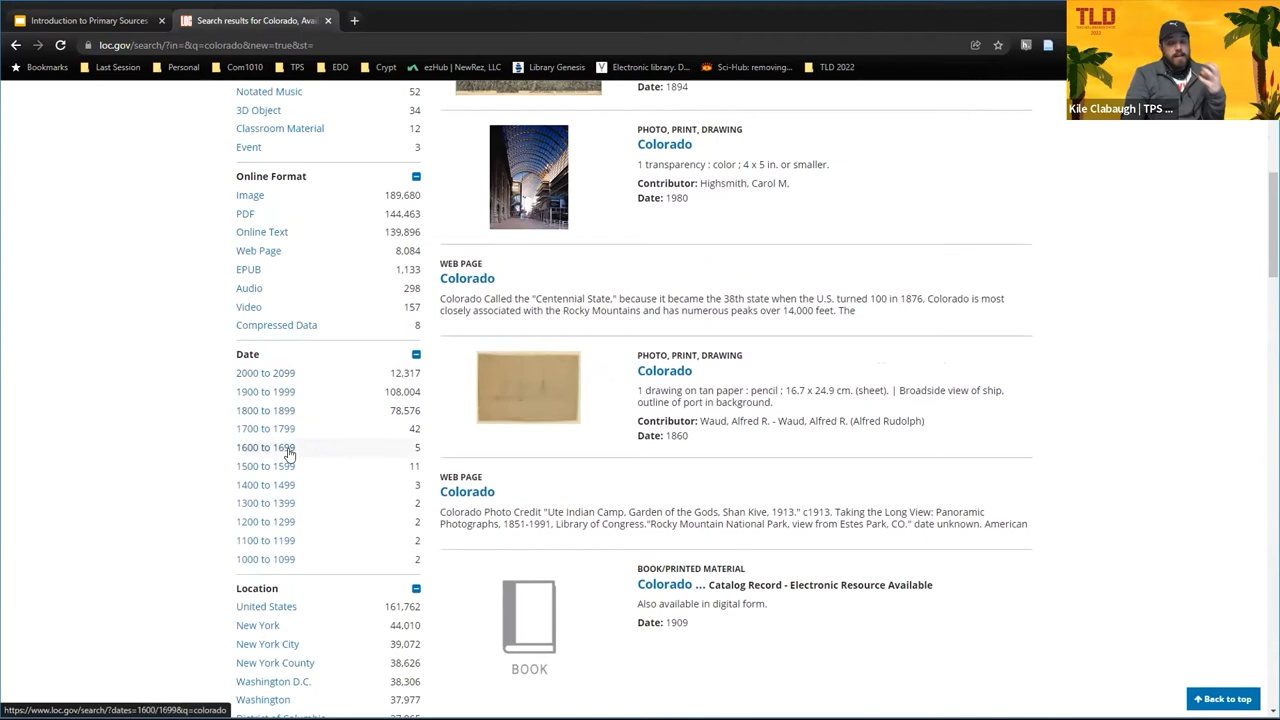 Introduction to Primary Sources
Search results for Colorado, Avai
loc.gov/search/?in=&q=colorado&new=true&st=
Bookmarks Last Session Personal Com1010 TPS EDD Crypt ezHub | NewRez, LLC Library Genesis Electronic library. D... Sci-Hub: removing... TLD 2022
TLD
2022
Kile Clabaugh | TPS ...
Notated Music 52
3D Object 34
Classroom Material 12
Event 3
Online Format
Image 189,680
PDF 144,463
Online Text 139,896
Web Page 8,084
EPUB 1,133
Audio 298
Video 157
Compressed Data 8
Date
2000 to 2099 12,317
1900 to 1999 108,004
1800 to 1899 78,576
1700 to 1799 42
1600 to 1699 5
1500 to 1599 11
1400 to 1499 3
1300 to 1399 2
1200 to 1299 2
1100 to 1199 2
1000 to 1099 2
Location
United States 161,762
New York 44,010
New York City 39,072
New York County 38,626
Washington D.C. 38,306
Washington 37,977
https://www.loc.gov/search/?dates=1600/1699&q=colorado
Date: 1894
PHOTO, PRINT, DRAWING
Colorado
1 transparency : color ; 4 x 5 in. or smaller.
Contributor: Highsmith, Carol M.
Date: 1980
WEB PAGE
Colorado
Colorado Called the "Centennial State," because it became the 38th state when the U.S. turned 100 in 1876, Colorado is most
closely associated with the Rocky Mountains and has numerous peaks over 14,000 feet. The
PHOTO, PRINT, DRAWING
Colorado
1 drawing on tan paper : pencil ; 16.7 x 24.9 cm. (sheet). | Broadside view of ship,
outline of port in background.
Contributor: Waud, Alfred R. - Waud, Alfred R. (Alfred Rudolph)
Date: 1860
WEB PAGE
Colorado
Colorado Photo Credit "Ute Indian Camp, Garden of the Gods, Shan Kive, 1913." c1913. Taking the Long View: Panoramic
Photographs, 1851-1991, Library of Congress."Rocky Mountain National Park, view from Estes Park, CO." date unknown. American
BOOK/PRINTED MATERIAL
Colorado ... Catalog Record - Electronic Resource Available
Also available in digital form.
Date: 1909
BOOK
Back to top